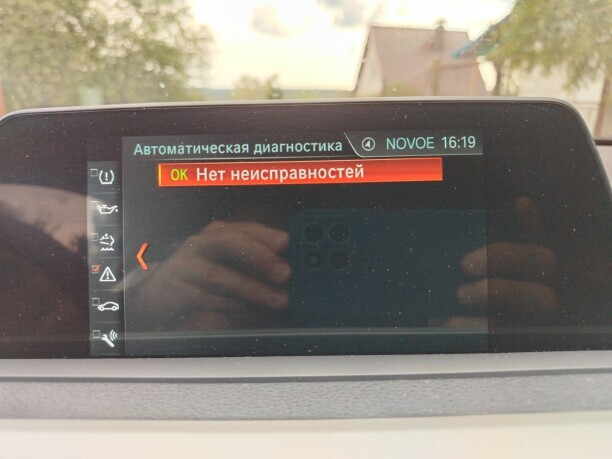 Автоматическая диагностика NOVOE 16:19
OK Нет неисправностей